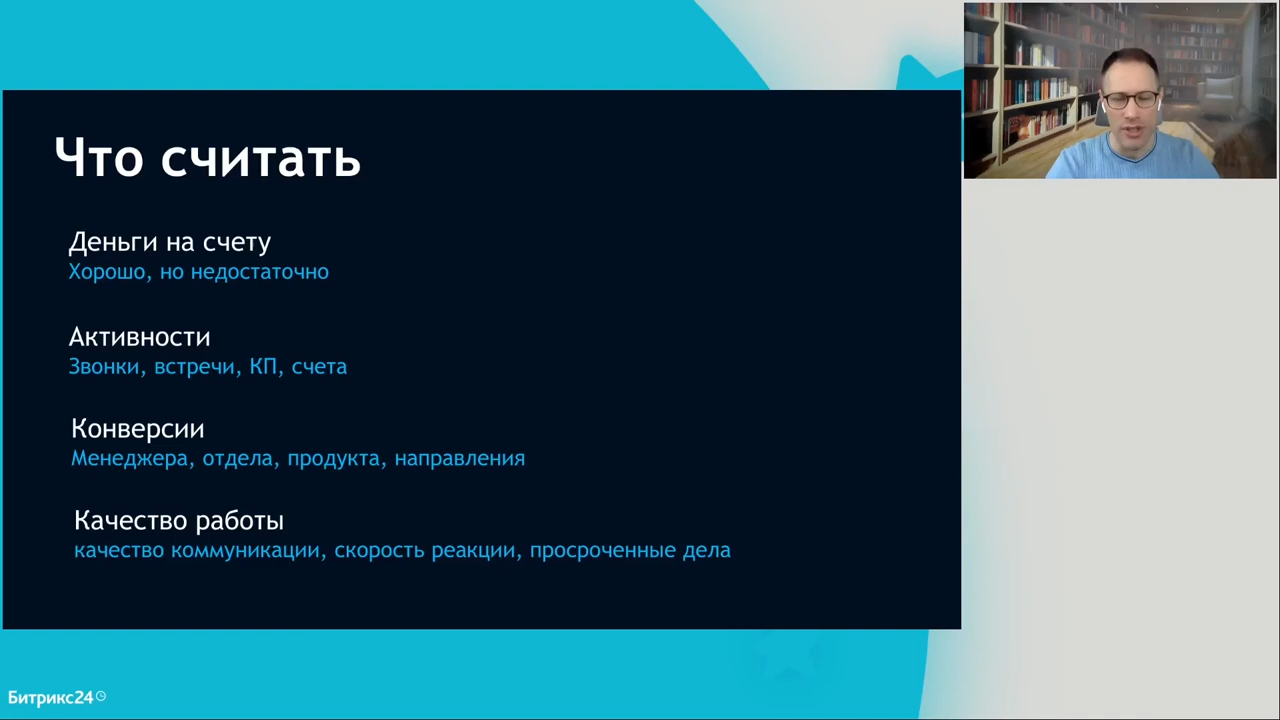 Что считать
Деньги на счету
Хорошо, но недостаточно
Активности
Звонки, встречи, КП, счета
Конверсии
Менеджера, отдела, продукта, направления
Качество работы
качество коммуникации, скорость реакции, просроченные дела
Битрикс24